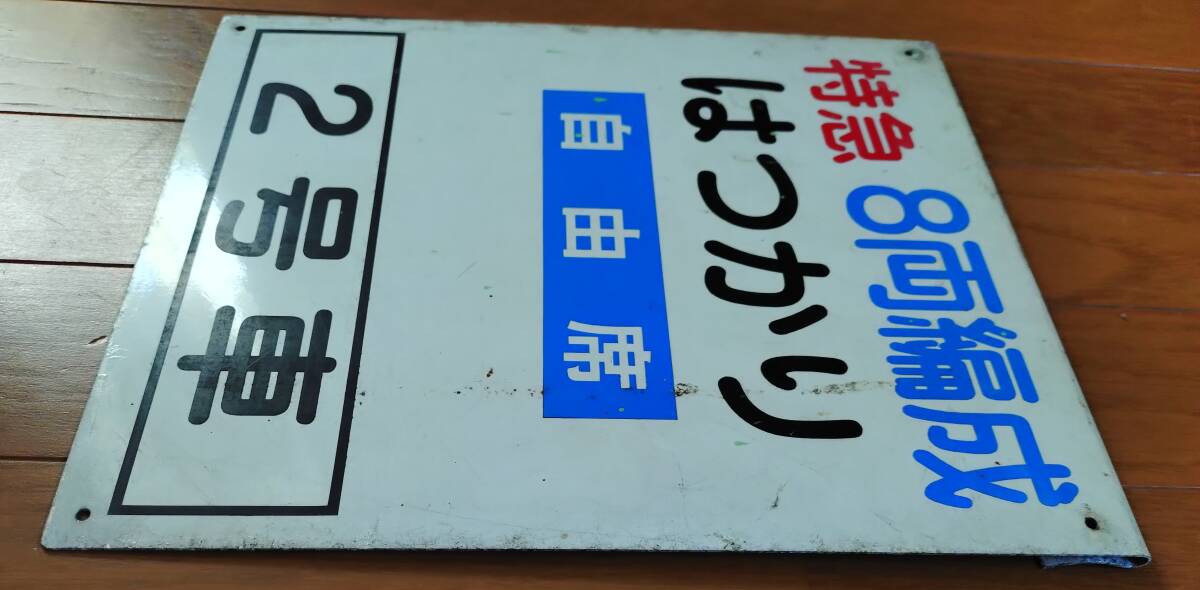 特急 8両編成
はつかり
自由席
2号車